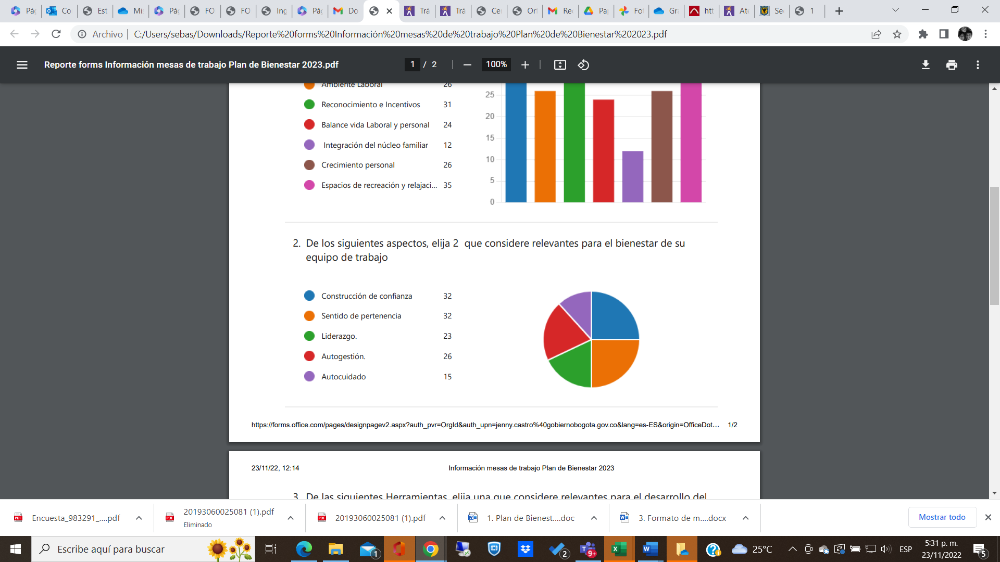 Pág
Co
Est
Mi
Pág
FO
FO
Ing
Pág
Do
Trá
Trá
Ce
Ort
Rec
Pap
Fot
Gra
htt
Ate
Sec
1
Archivo
C:/Users/sebas/Downloads/Reporte%20forms%20Información%20mesas%20de%20trabajo%20Plan%20de%20Bienestar%202023.pdf
Reporte forms Información mesas de trabajo Plan de Bienestar 2023.pdf
1 / 2
100%
Ambiente Laboral 26
Reconocimiento e Incentivos 31
Balance vida Laboral y personal 24
Integración del núcleo familiar 12
Crecimiento personal 26
Espacios de recreación y relajaci... 35
25
20
15
10
5
0
2. De los siguientes aspectos, elija 2 que considere relevantes para el bienestar de su
equipo de trabajo
Construcción de confianza 32
Sentido de pertenencia 32
Liderazgo. 23
Autogestión. 26
Autocuidado 15
https://forms.office.com/pages/designpagev2.aspx?auth_pvr=OrgId&auth_upn=jenny.castro%40gobiernobogota.gov.co&lang=es-ES&origin=OfficeDot… 1/2
23/11/22, 12:14
Información mesas de trabajo Plan de Bienestar 2023
3. De las siguientes Herramientas, elija una que considere relevantes para el desarrollo del
Encuesta_983291_....pdf
20193060025081 (1).pdf
Eliminado
20193060025081 (1).pdf
1. Plan de Bienest....doc
3. Formato de m....docx
Mostrar todo
Escribe aquí para buscar
1
2
9+
25°C
ESP
5:31 p. m.
23/11/2022
5